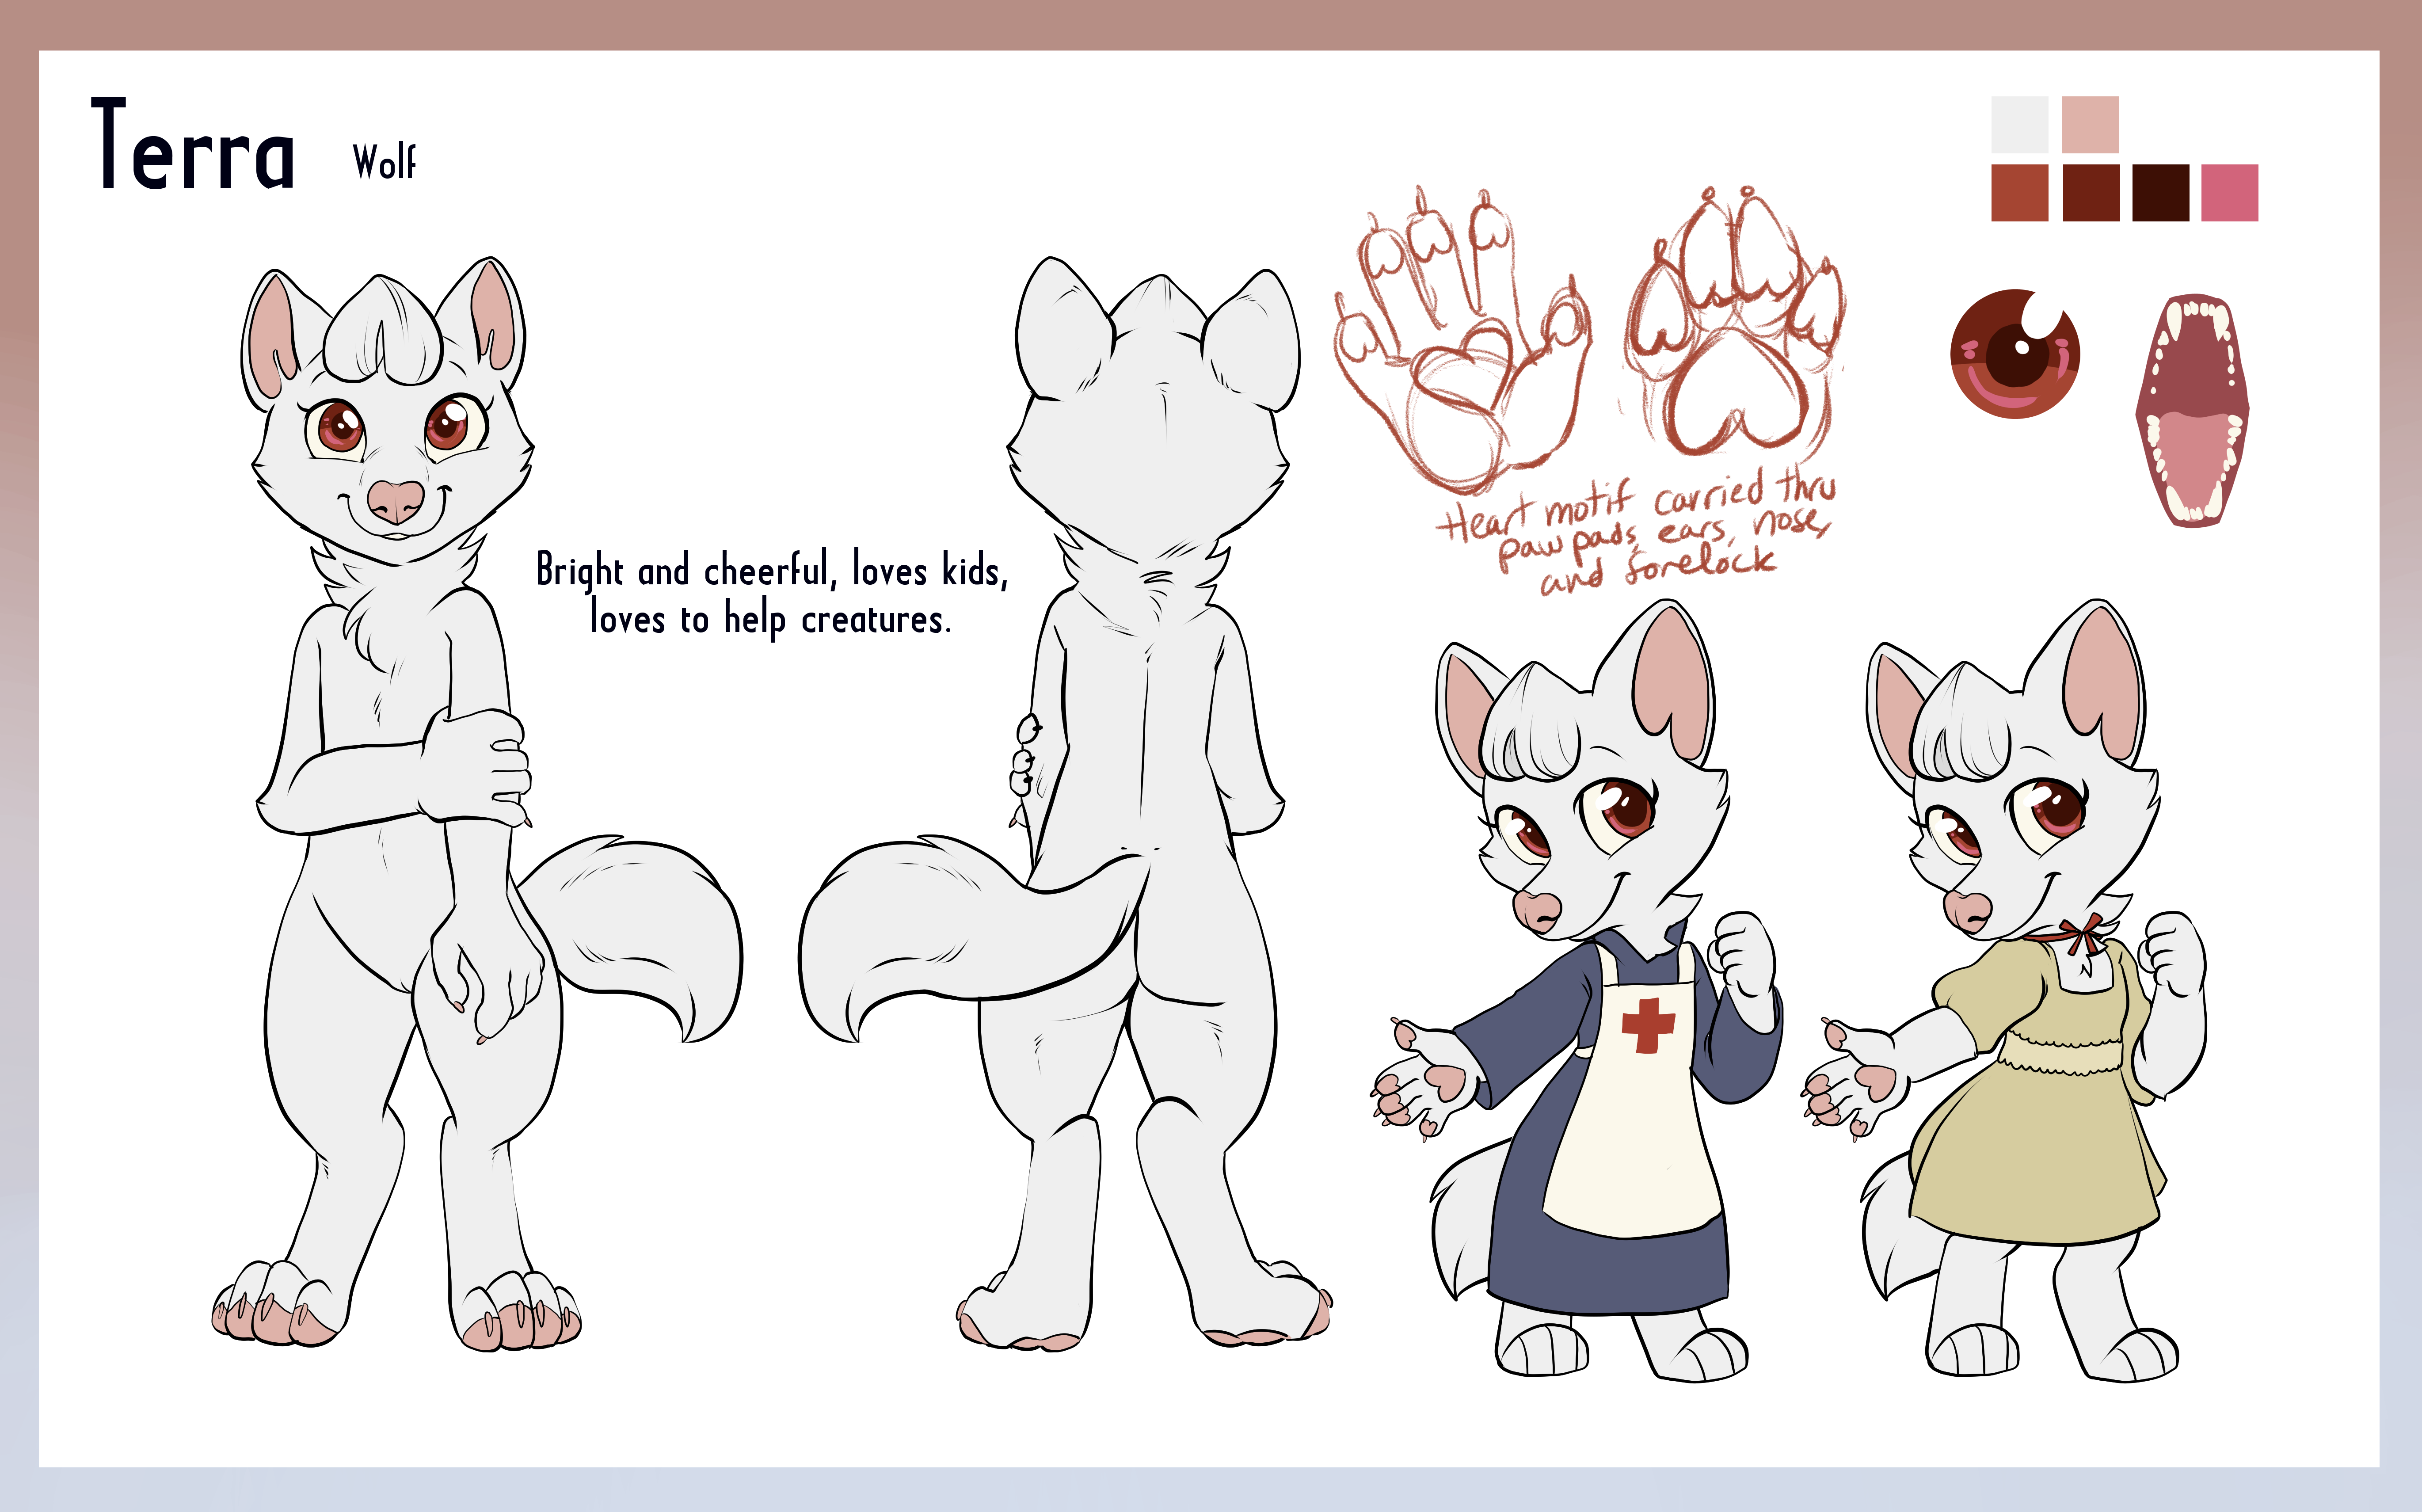 Terra
Wolf
Bright and cheerful, loves kids,
loves to help creatures.
Heart motif carried thru
paw pads, ears, nose,
and forelock